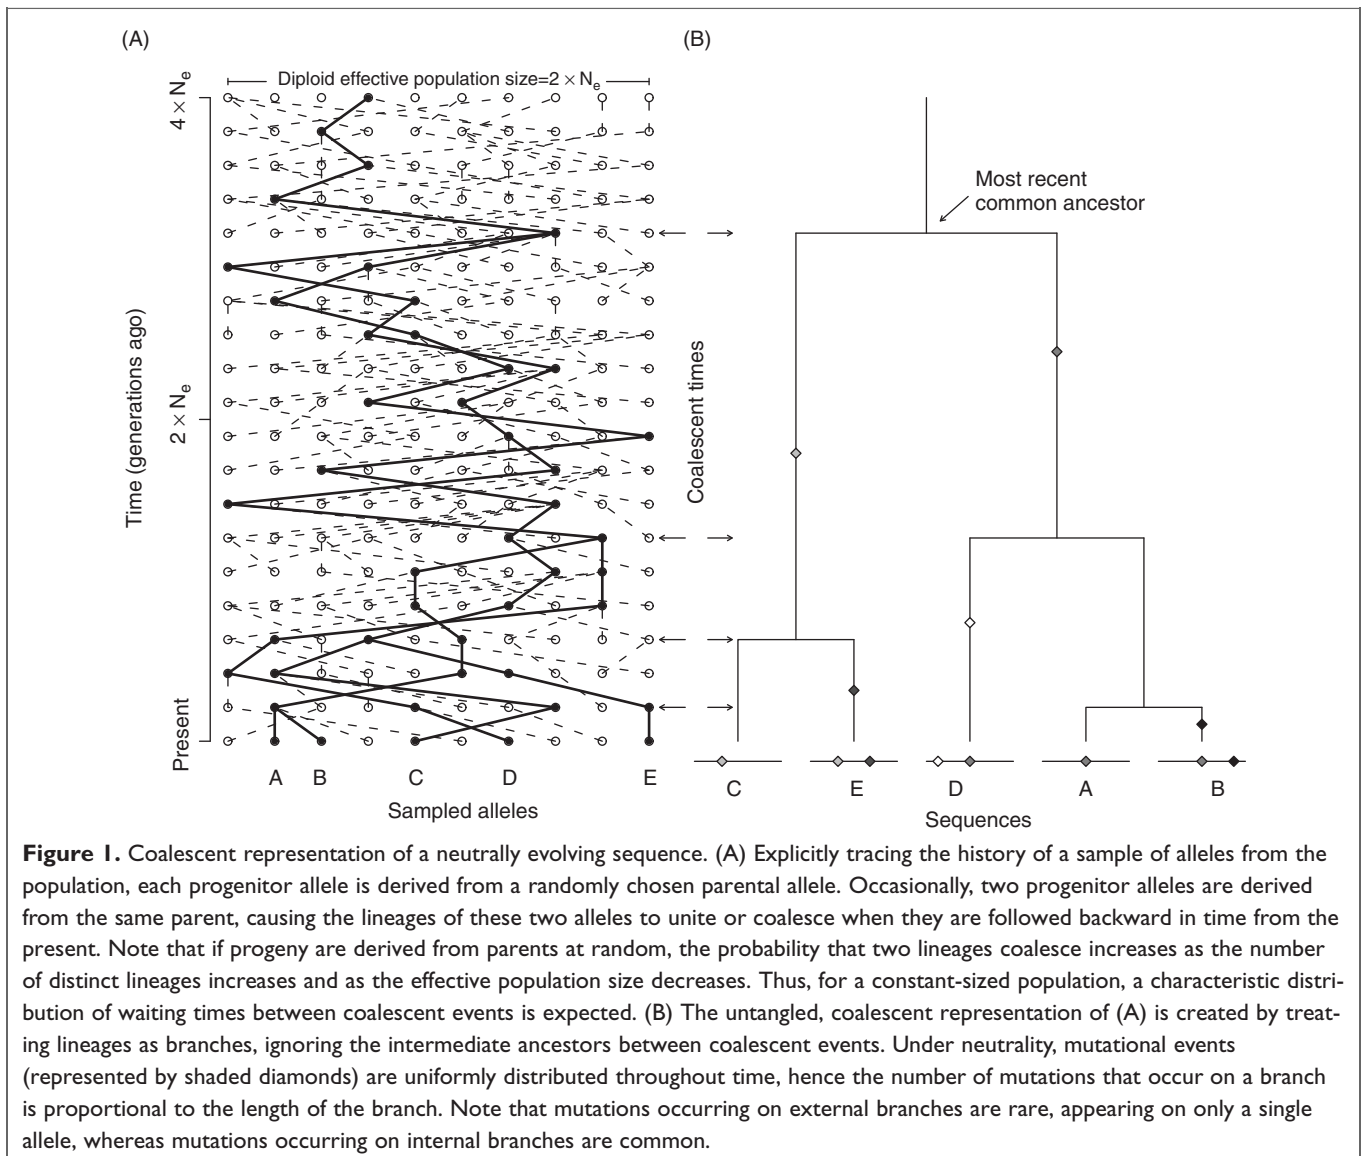 (A)
(B)
Diploid effective population size=2 × Ne
4 × Ne
2 × Ne
Present
Time (generations ago)
A B C D E
Sampled alleles
Coalescent times
Most recent
common ancestor
C E D A B
Sequences
Figure 1. Coalescent representation of a neutrally evolving sequence. (A) Explicitly tracing the history of a sample of alleles from the
population, each progenitor allele is derived from a randomly chosen parental allele. Occasionally, two progenitor alleles are derived
from the same parent, causing the lineages of these two alleles to unite or coalesce when they are followed backward in time from the
present. Note that if progeny are derived from parents at random, the probability that two lineages coalesce increases as the number
of distinct lineages increases and as the effective population size decreases. Thus, for a constant-sized population, a characteristic distri-
bution of waiting times between coalescent events is expected. (B) The untangled, coalescent representation of (A) is created by treat-
ing lineages as branches, ignoring the intermediate ancestors between coalescent events. Under neutrality, mutational events
(represented by shaded diamonds) are uniformly distributed throughout time, hence the number of mutations that occur on a branch
is proportional to the length of the branch. Note that mutations occurring on external branches are rare, appearing on only a single
allele, whereas mutations occurring on internal branches are common.